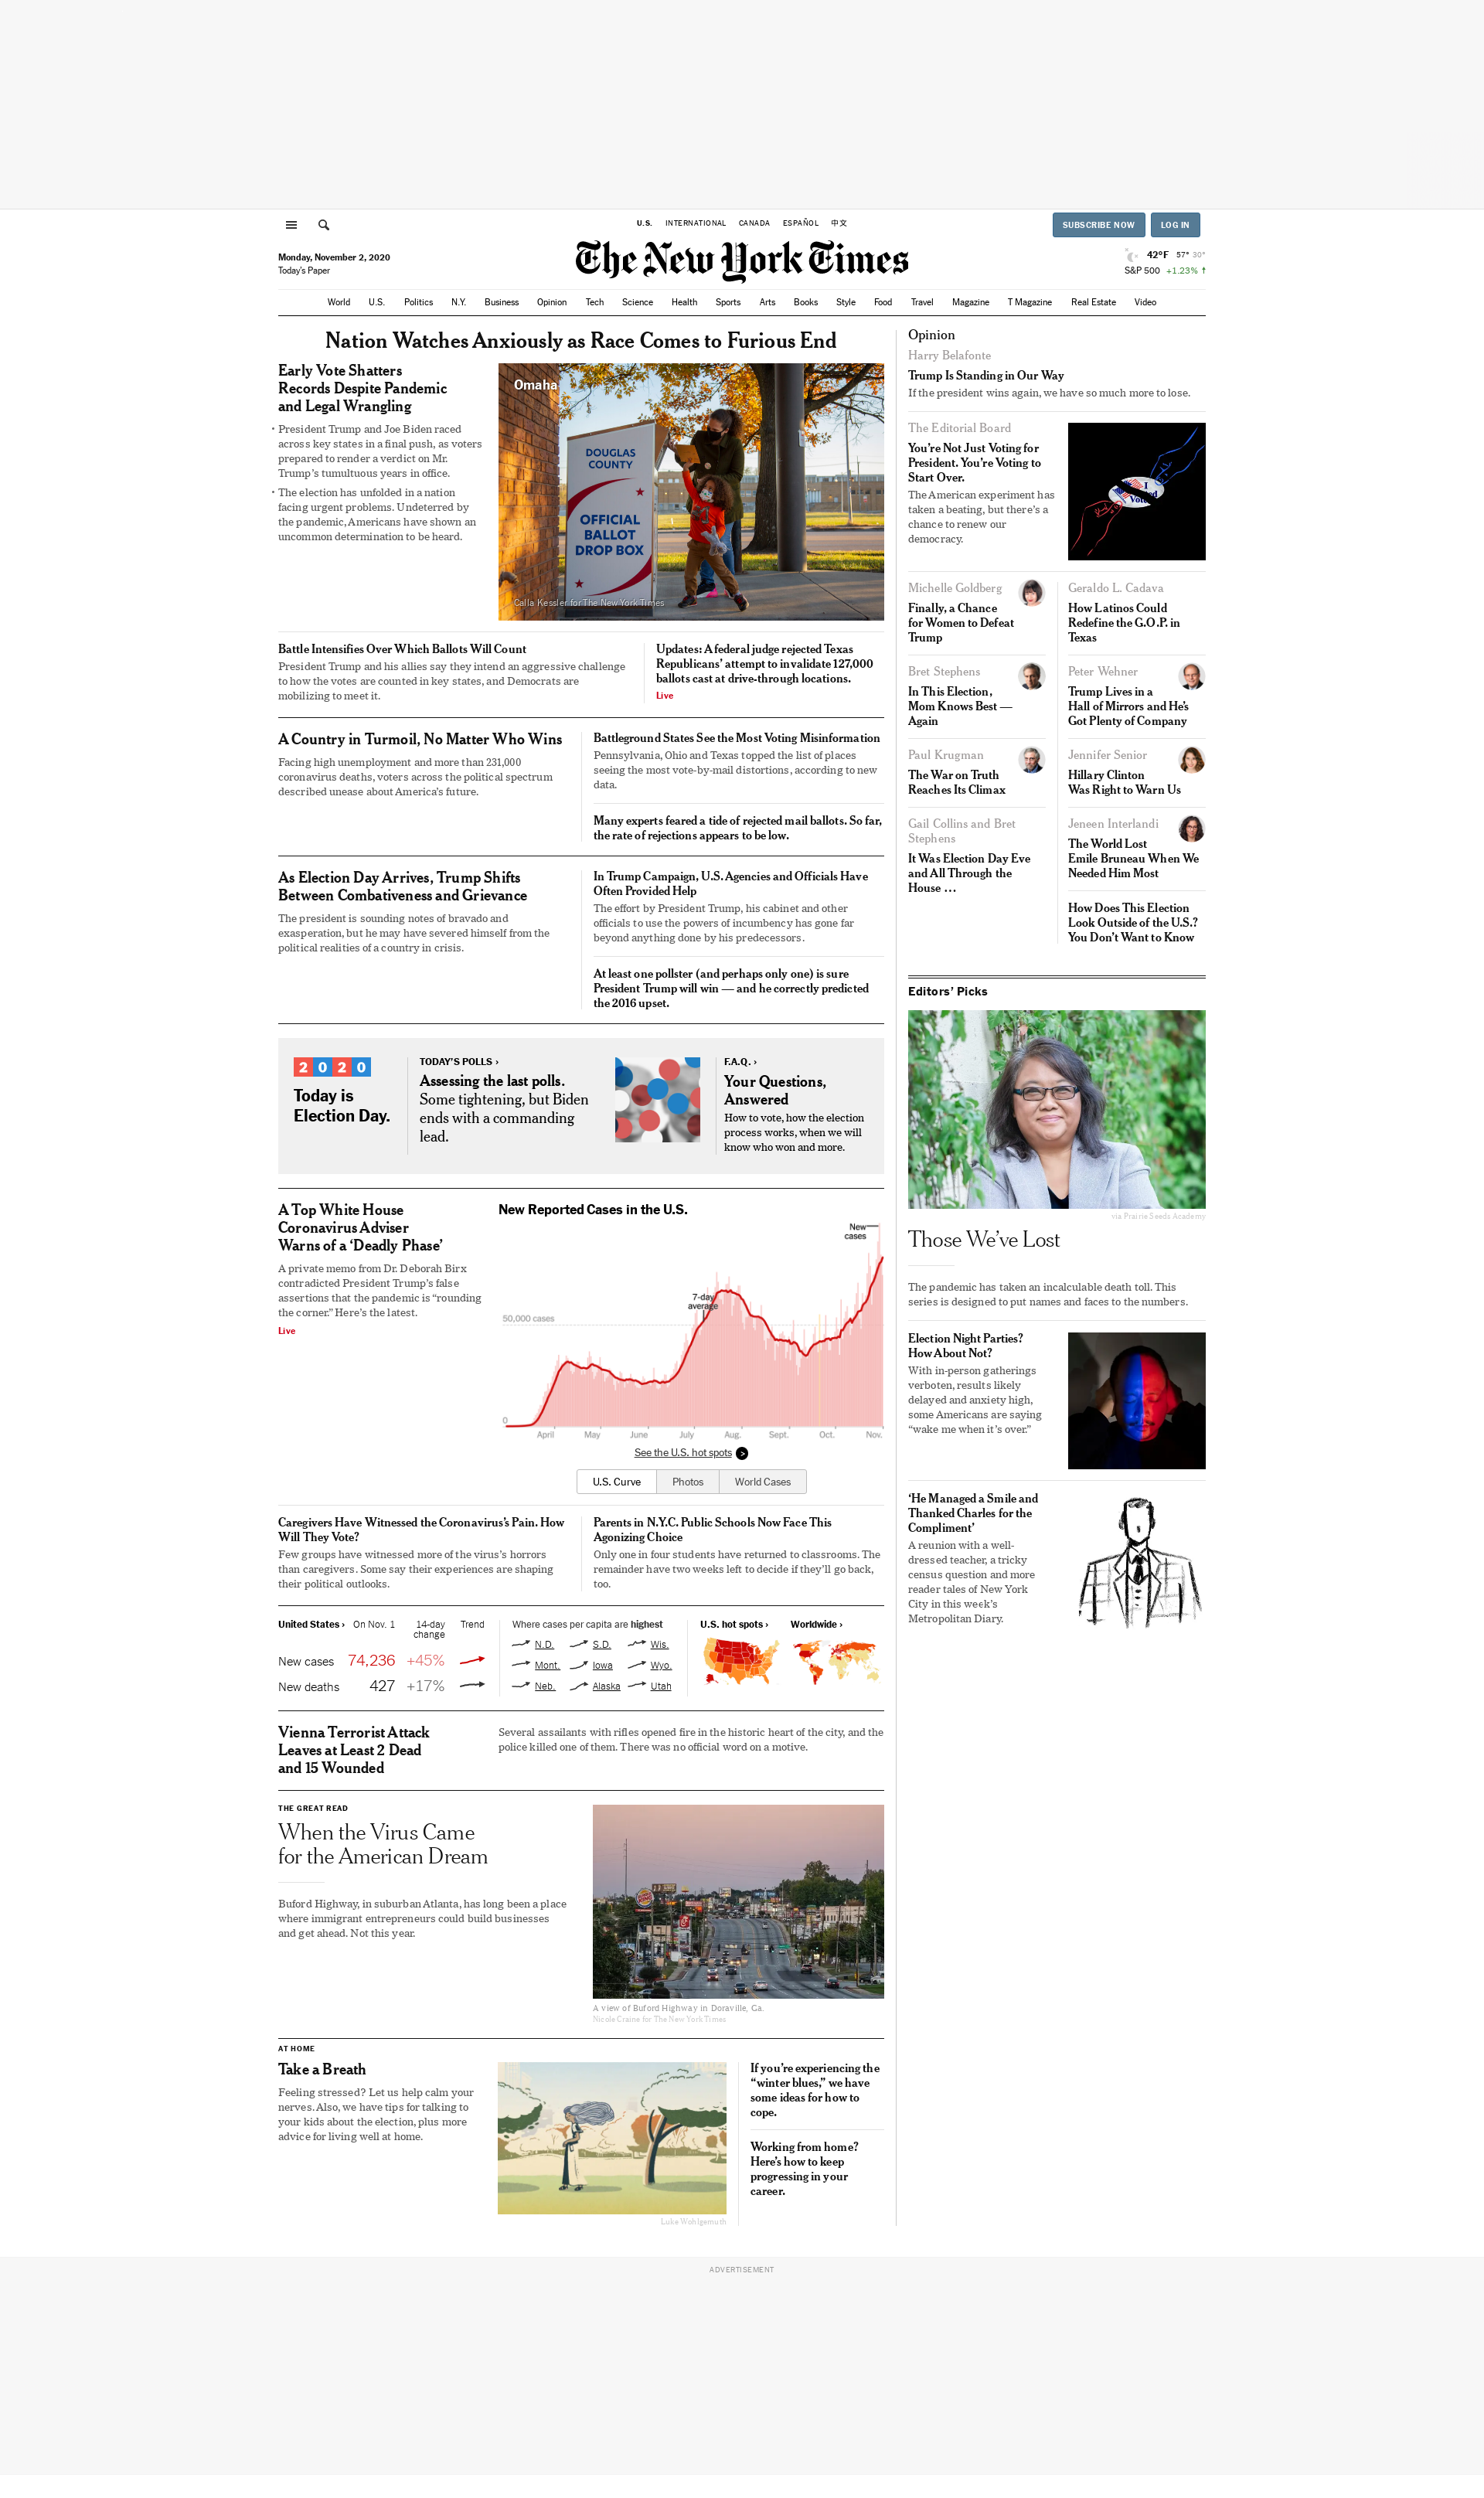 U.S. INTERNATIONAL CANADA ESPAÑOL 中文
SUBSCRIBE NOW LOG IN
Monday, November 2, 2020
Today's Paper
The New York Times
42°F 57° 30°
S&P 500 +1.23% ↑
World U.S. Politics N.Y. Business Opinion Tech Science Health Sports Arts Books Style Food Travel Magazine T Magazine Real Estate Video
Nation Watches Anxiously as Race Comes to Furious End
Early Vote Shatters
Records Despite Pandemic
and Legal Wrangling
• President Trump and Joe Biden raced
across key states in a final push, as voters
prepared to render a verdict on Mr.
Trump's tumultuous years in office.
• The election has unfolded in a nation
facing urgent problems. Undeterred by
the pandemic, Americans have shown an
uncommon determination to be heard.
Omaha
DOUGLAS
COUNTY
OFFICIAL
BALLOT
DROP BOX
Calla Kessler for The New York Times
Battle Intensifies Over Which Ballots Will Count
President Trump and his allies say they intend an aggressive challenge
to how the votes are counted in key states, and Democrats are
mobilizing to meet it.
Updates: A federal judge rejected Texas
Republicans' attempt to invalidate 127,000
ballots cast at drive-through locations.
Live
A Country in Turmoil, No Matter Who Wins
Facing high unemployment and more than 231,000
coronavirus deaths, voters across the political spectrum
described unease about America's future.
Battleground States See the Most Voting Misinformation
Pennsylvania, Ohio and Texas topped the list of places
seeing the most vote-by-mail distortions, according to new
data.
Many experts feared a tide of rejected mail ballots. So far,
the rate of rejections appears to be low.
As Election Day Arrives, Trump Shifts
Between Combativeness and Grievance
The president is sounding notes of bravado and
exasperation, but he may have severed himself from the
political realities of a country in crisis.
In Trump Campaign, U.S. Agencies and Officials Have
Often Provided Help
The effort by President Trump, his cabinet and other
officials to use the powers of incumbency has gone far
beyond anything done by his predecessors.
At least one pollster (and perhaps only one) is sure
President Trump will win — and he correctly predicted
the 2016 upset.
2020
Today is
Election Day.
TODAY'S POLLS ›
Assessing the last polls.
Some tightening, but Biden
ends with a commanding
lead.
F.A.Q. ›
Your Questions,
Answered
How to vote, how the election
process works, when we will
know who won and more.
A Top White House
Coronavirus Adviser
Warns of a ‘Deadly Phase’
A private memo from Dr. Deborah Birx
contradicted President Trump's false
assertions that the pandemic is “rounding
the corner.” Here's the latest.
Live
New Reported Cases in the U.S.
New
cases
7-day
average
50,000 cases
0
April May June July Aug. Sept. Oct. Nov.
See the U.S. hot spots >
U.S. Curve Photos World Cases
Caregivers Have Witnessed the Coronavirus's Pain. How
Will They Vote?
Few groups have witnessed more of the virus's horrors
than caregivers. Some say their experiences are shaping
their political outlooks.
Parents in N.Y.C. Public Schools Now Face This
Agonizing Choice
Only one in four students have returned to classrooms. The
remainder have two weeks left to decide if they'll go back,
too.
United States › On Nov. 1 14-day
change Trend
New cases 74,236 +45%
New deaths 427 +17%
Where cases per capita are highest
N.D. S.D. Wis.
Mont. Iowa Wyo.
Neb. Alaska Utah
U.S. hot spots › Worldwide ›
Vienna Terrorist Attack
Leaves at Least 2 Dead
and 15 Wounded
Several assailants with rifles opened fire in the historic heart of the city, and the
police killed one of them. There was no official word on a motive.
THE GREAT READ
When the Virus Came
for the American Dream
Buford Highway, in suburban Atlanta, has long been a place
where immigrant entrepreneurs could build businesses
and get ahead. Not this year.
A view of Buford Highway in Doraville, Ga.
Nicole Craine for The New York Times
AT HOME
Take a Breath
Feeling stressed? Let us help calm your
nerves. Also, we have tips for talking to
your kids about the election, plus more
advice for living well at home.
Luke Wohlgemuth
If you're experiencing the
“winter blues,” we have
some ideas for how to
cope.
Working from home?
Here's how to keep
progressing in your
career.
Opinion
Harry Belafonte
Trump Is Standing in Our Way
If the president wins again, we have so much more to lose.
The Editorial Board
You're Not Just Voting for
President. You're Voting to
Start Over.
The American experiment has
taken a beating, but there's a
chance to renew our
democracy.
I
Voted
Michelle Goldberg
Finally, a Chance
for Women to Defeat
Trump
Geraldo L. Cadava
How Latinos Could
Redefine the G.O.P. in
Texas
Bret Stephens
In This Election,
Mom Knows Best —
Again
Peter Wehner
Trump Lives in a
Hall of Mirrors and He's
Got Plenty of Company
Paul Krugman
The War on Truth
Reaches Its Climax
Jennifer Senior
Hillary Clinton
Was Right to Warn Us
Gail Collins and Bret
Stephens
It Was Election Day Eve
and All Through the
House …
Jeneen Interlandi
The World Lost
Emile Bruneau When We
Needed Him Most
How Does This Election
Look Outside of the U.S.?
You Don't Want to Know
Editors' Picks
via Prairie Seeds Academy
Those We've Lost
The pandemic has taken an incalculable death toll. This
series is designed to put names and faces to the numbers.
Election Night Parties?
How About Not?
With in-person gatherings
verboten, results likely
delayed and anxiety high,
some Americans are saying
“wake me when it's over.”
‘He Managed a Smile and
Thanked Charles for the
Compliment’
A reunion with a well-
dressed teacher, a tricky
census question and more
reader tales of New York
City in this week's
Metropolitan Diary.
ADVERTISEMENT